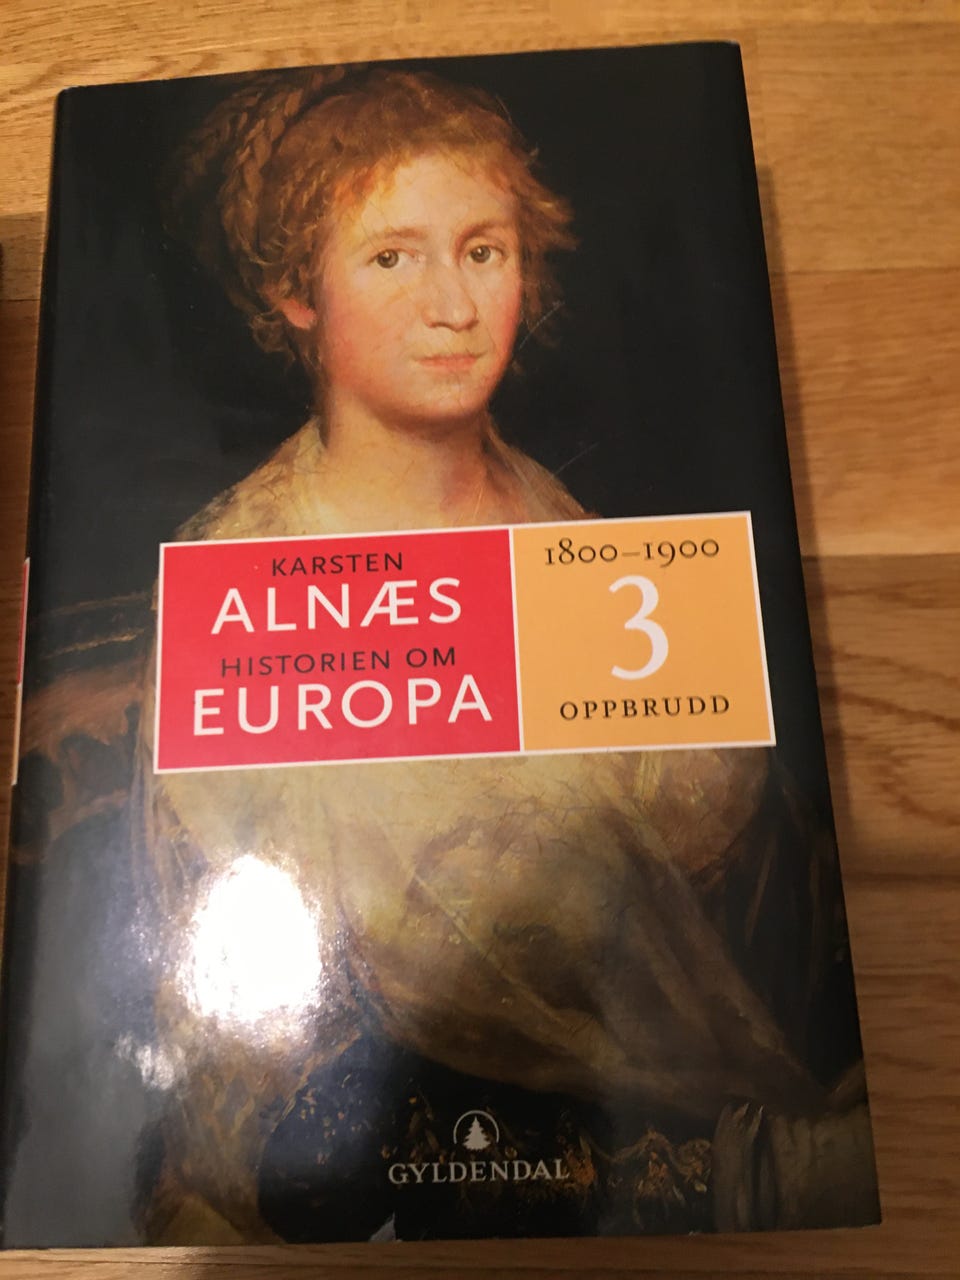 KARSTEN
ALNÆS
HISTORIEN OM
EUROPA
1800–1900
3
OPPBRUDD
GYLDENDAL